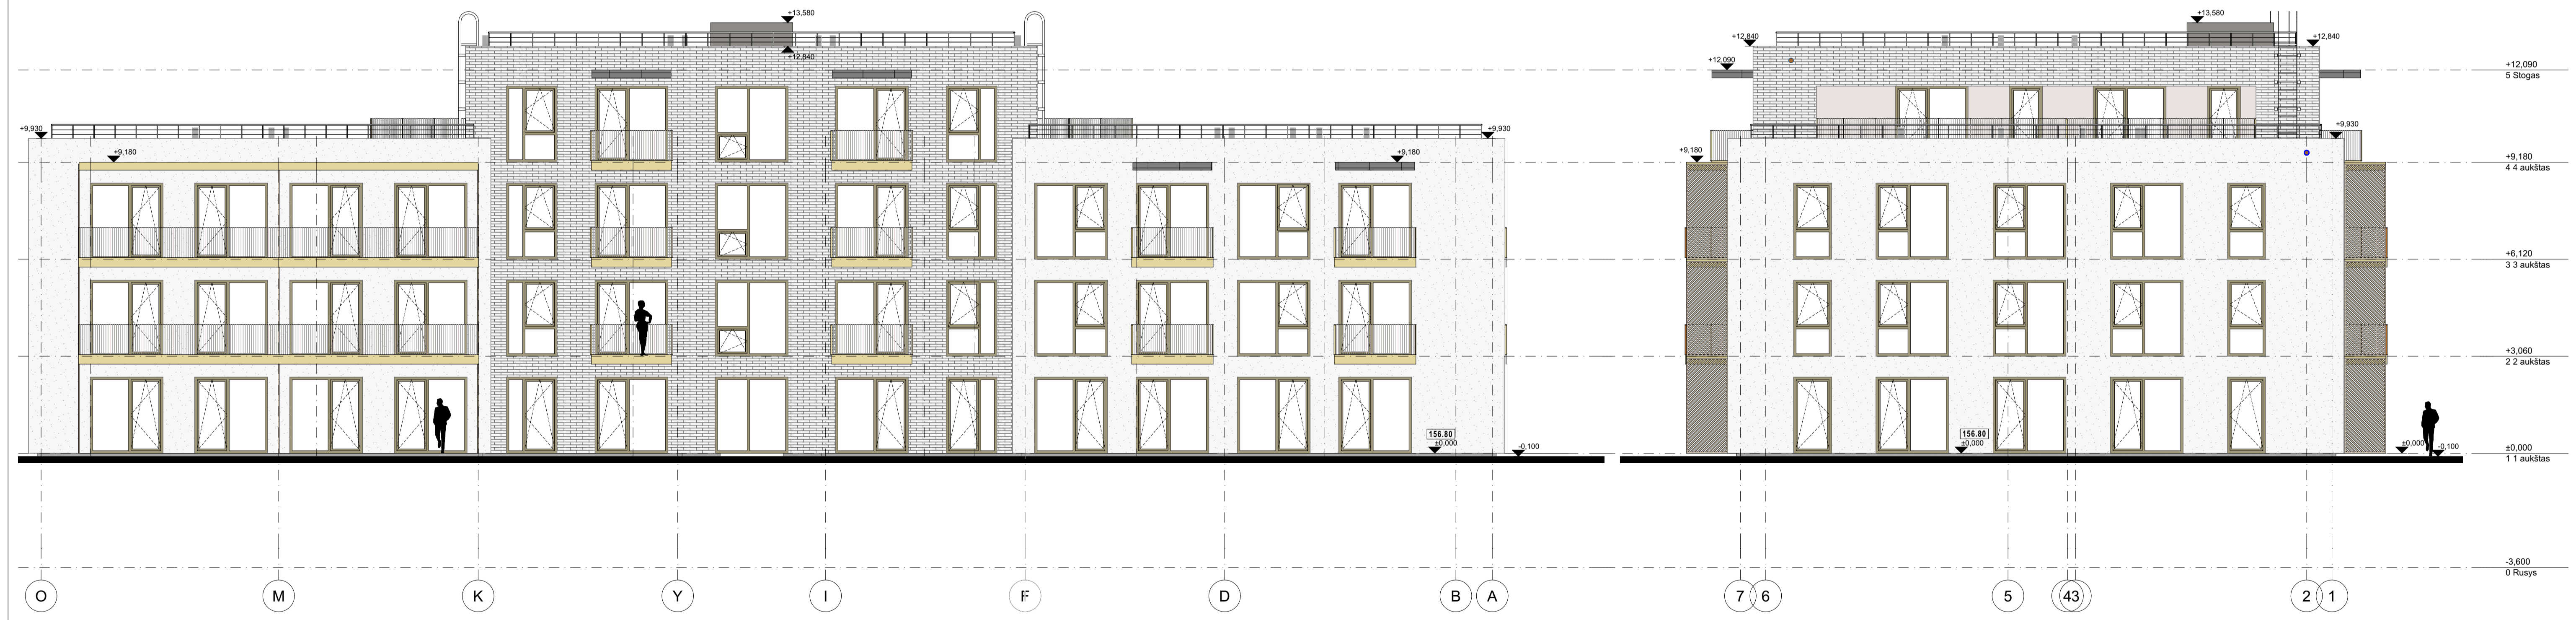 +13,580
+12,840
+9,930
+9,180
+9,930
+9,180
156.80
±0,000
-0,100
O
M
K
Y
I
F
D
B
A
+13,580
+12,840
+12,840
+12,090
+9,930
+9,180
156.80
±0,000
±0,000
-0,100
7
6
5
43
2
1
+12,090
5 Stogas
+9,180
4 4 aukštas
+6,120
3 3 aukštas
+3,060
2 2 aukštas
±0,000
1 1 aukštas
-3,600
0 Rusys